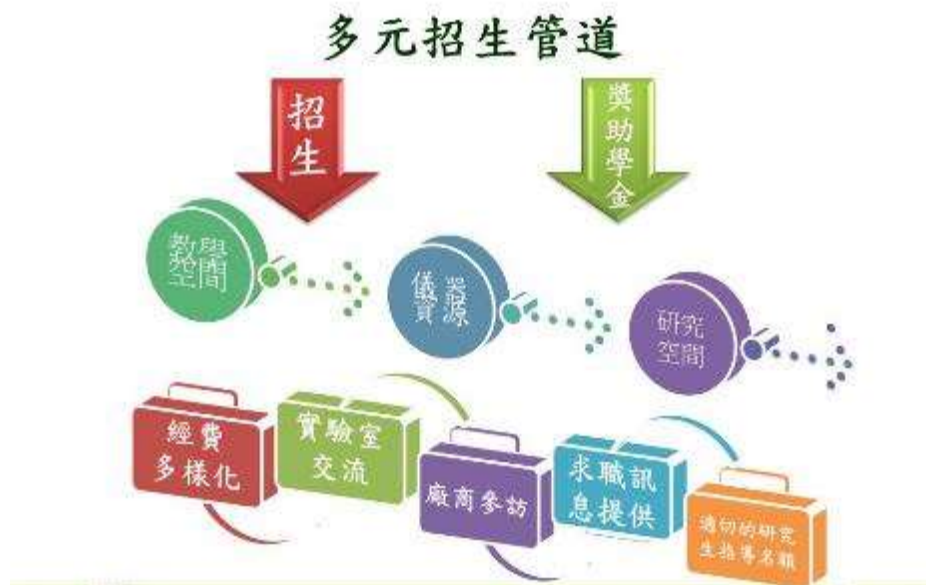 多元招生管道
招
生
獎
助
學
金
教學
空間
儀器
資源
研究
空間
經費
多樣化
實驗室
交流
廠商參訪
求職訊
息提供
適切的研究
生指導名額